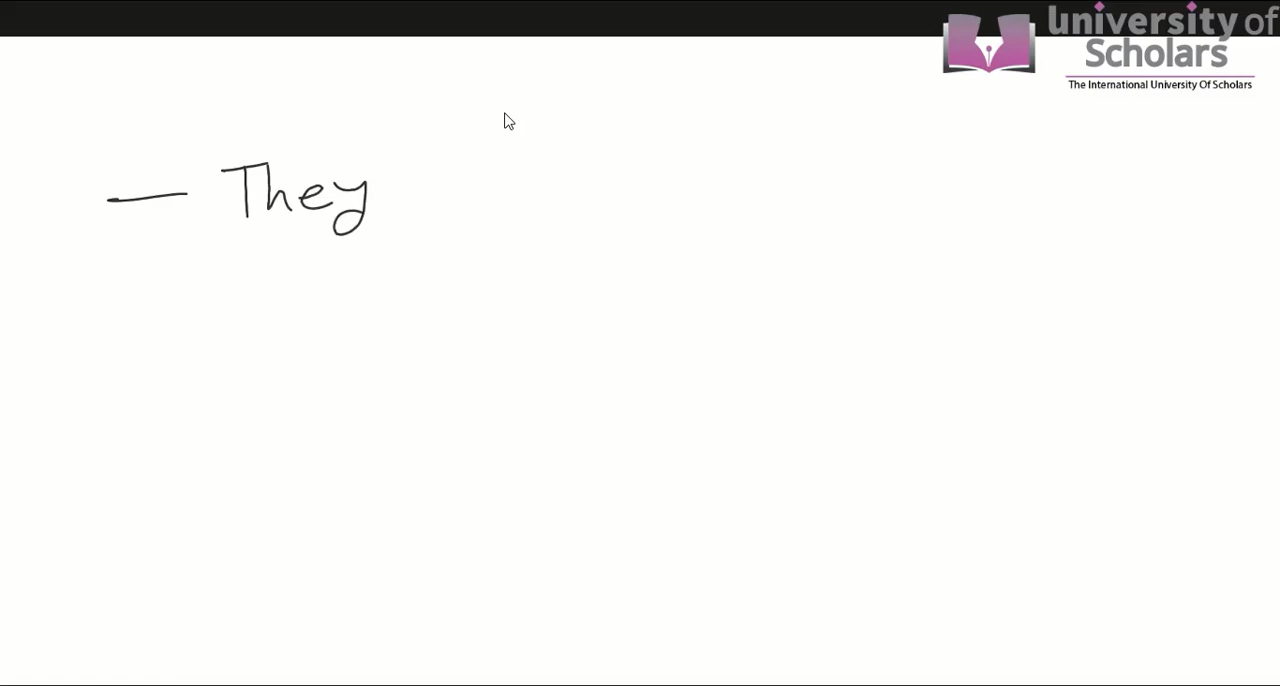 university of
Scholars
The International University Of Scholars
— They